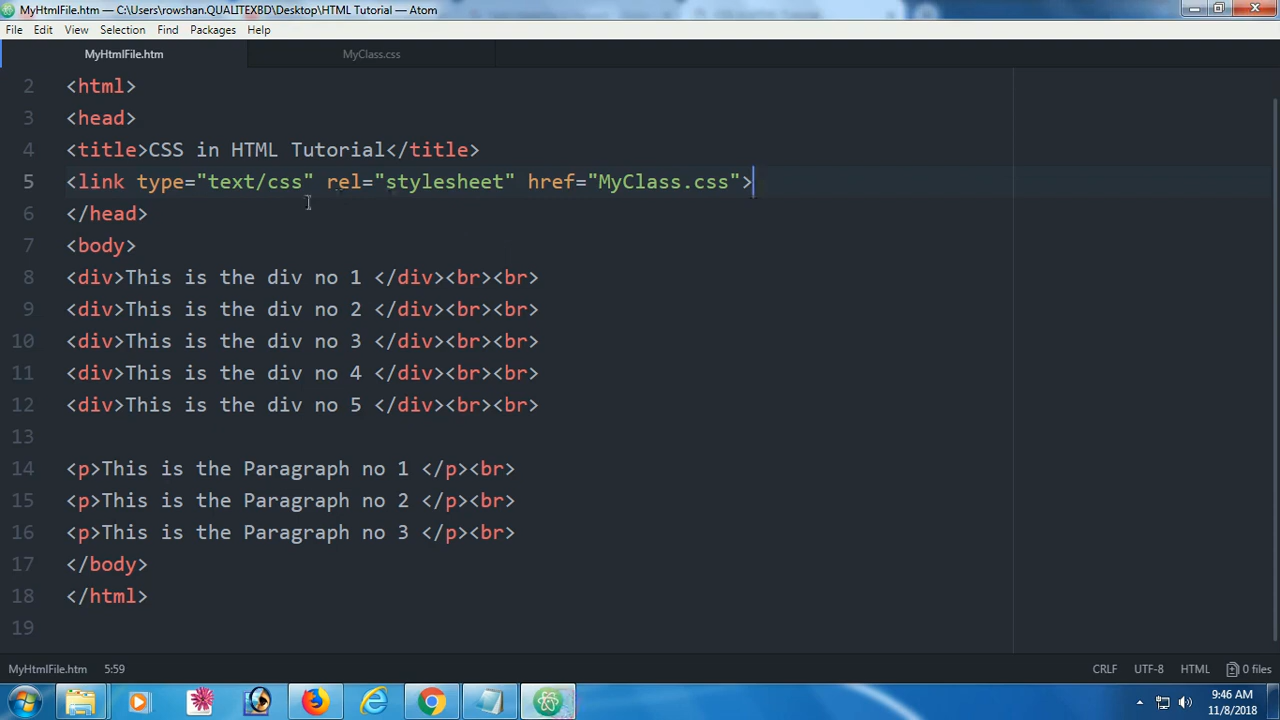 MyHtmlFile.htm — C:\Users\rowshan.QUALITEXBD\Desktop\HTML Tutorial — Atom
File Edit View Selection Find Packages Help
MyHtmlFile.htm MyClass.css
2 <html>
3 <head>
4 <title>CSS in HTML Tutorial</title>
5 <link type="text/css" rel="stylesheet" href="MyClass.css">
6 </head>
7 <body>
8 <div>This is the div no 1 </div><br><br>
9 <div>This is the div no 2 </div><br><br>
10 <div>This is the div no 3 </div><br><br>
11 <div>This is the div no 4 </div><br><br>
12 <div>This is the div no 5 </div><br><br>
13
14 <p>This is the Paragraph no 1 </p><br>
15 <p>This is the Paragraph no 2 </p><br>
16 <p>This is the Paragraph no 3 </p><br>
17 </body>
18 </html>
19
MyHtmlFile.htm 5:59 CRLF UTF-8 HTML 0 files
9:46 AM
11/8/2018